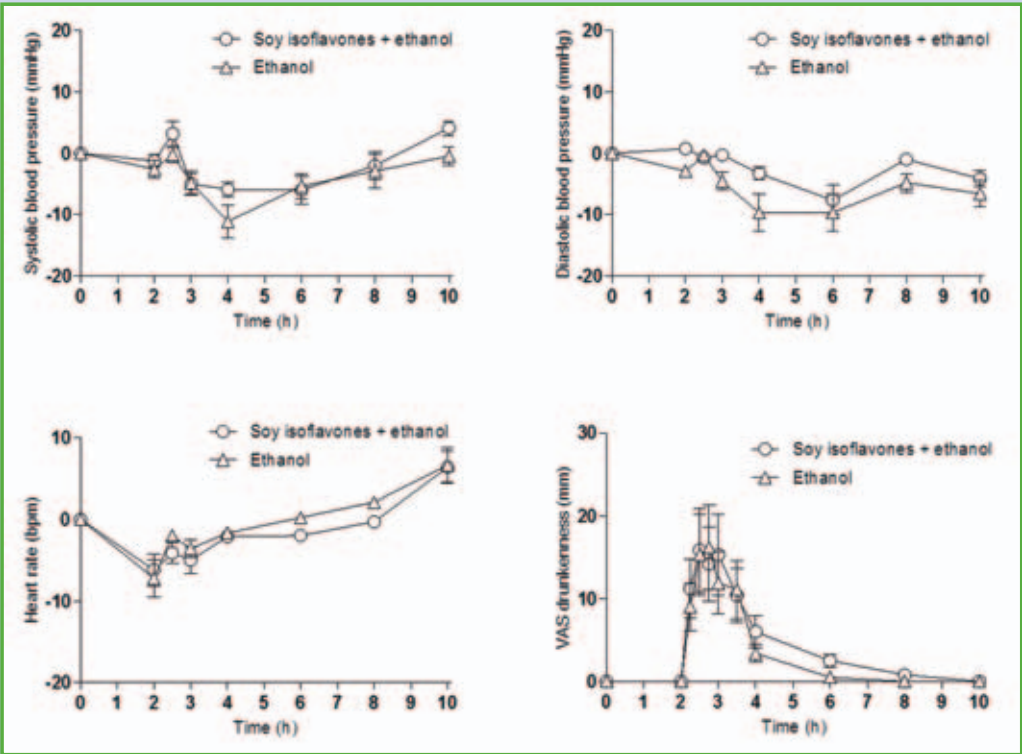 Systolic blood pressure (mmHg)
20
10
0
-10
-20
Soy isoflavones + ethanol
Ethanol
0 1 2 3 4 5 6 7 8 9 10
Time (h)
Diastolic blood pressure (mmHg)
20
10
0
-10
-20
Soy isoflavones + ethanol
Ethanol
0 1 2 3 4 5 6 7 8 9 10
Time (h)
Heart rate (bpm)
10
0
-10
-20
Soy isoflavones + ethanol
Ethanol
0 1 2 3 4 5 6 7 8 9 10
Time (h)
VAS drunkenness (mm)
30
20
10
0
Soy isoflavones + ethanol
Ethanol
0 1 2 3 4 5 6 7 8 9 10
Time (h)